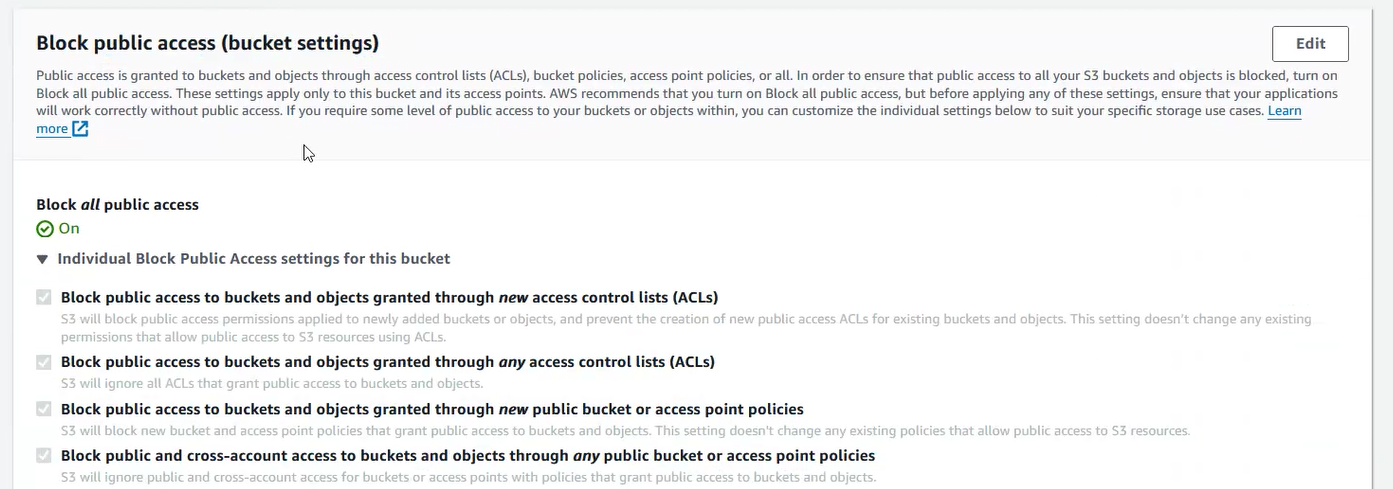 Block public access (bucket settings)
Edit
Public access is granted to buckets and objects through access control lists (ACLs), bucket policies, access point policies, or all. In order to ensure that public access to all your S3 buckets and objects is blocked, turn on
Block all public access. These settings apply only to this bucket and its access points. AWS recommends that you turn on Block all public access, but before applying any of these settings, ensure that your applications
will work correctly without public access. If you require some level of public access to your buckets or objects within, you can customize the individual settings below to suit your specific storage use cases. Learn
more
Block all public access
On
Individual Block Public Access settings for this bucket
Block public access to buckets and objects granted through new access control lists (ACLs)
S3 will block public access permissions applied to newly added buckets or objects, and prevent the creation of new public access ACLs for existing buckets and objects. This setting doesn't change any existing
permissions that allow public access to S3 resources using ACLs.
Block public access to buckets and objects granted through any access control lists (ACLs)
S3 will ignore all ACLs that grant public access to buckets and objects.
Block public access to buckets and objects granted through new public bucket or access point policies
S3 will block new bucket and access point policies that grant public access to buckets and objects. This setting doesn't change any existing policies that allow public access to S3 resources.
Block public and cross-account access to buckets and objects through any public bucket or access point policies
S3 will ignore public and cross-account access for buckets or access points with policies that grant public access to buckets and objects.